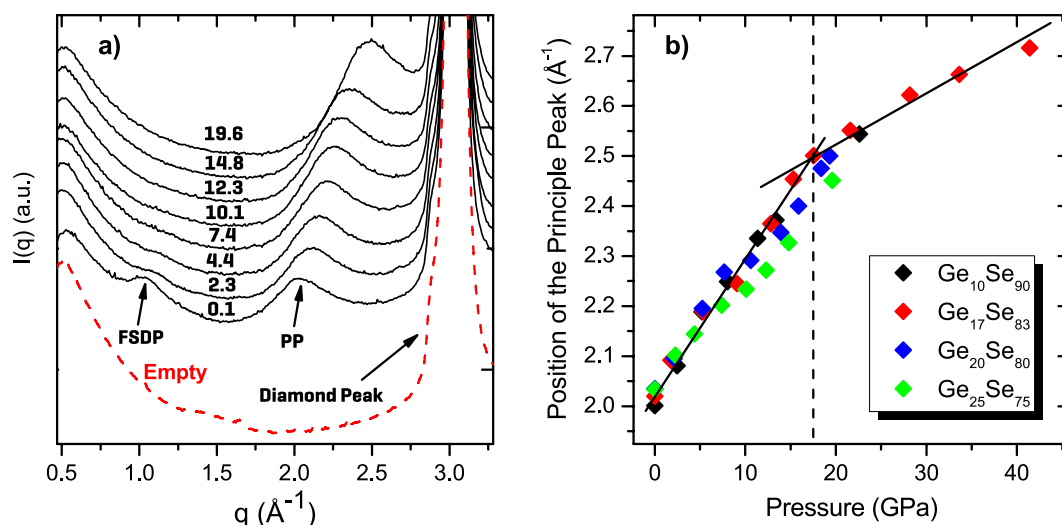 a)
19.6
14.8
12.3
10.1
7.4
4.4
2.3
0.1
FSDP
PP
Empty
Diamond Peak
I(q) (a.u.)
0.5 1.0 1.5 2.0 2.5 3.0
q (Å⁻¹)
b)
Position of the Principle Peak (Å⁻¹)
2.7
2.6
2.5
2.4
2.3
2.2
2.1
2.0
Ge₁₀Se₉₀
Ge₁₇Se₈₃
Ge₂₀Se₈₀
Ge₂₅Se₇₅
0 10 20 30 40
Pressure (GPa)